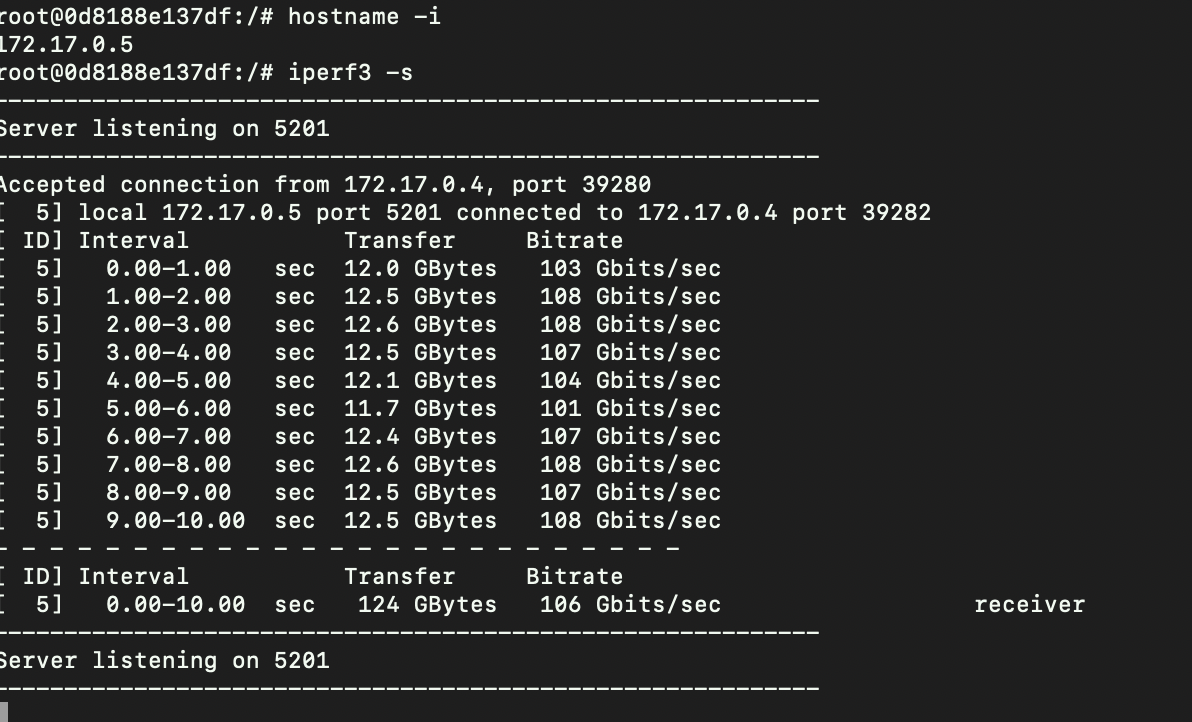 root@0d8188e137df:/# hostname -i
172.17.0.5
root@0d8188e137df:/# iperf3 -s
-----------------------------------------------------------
Server listening on 5201
-----------------------------------------------------------
Accepted connection from 172.17.0.4, port 39280
[  5] local 172.17.0.5 port 5201 connected to 172.17.0.4 port 39282
[ ID] Interval           Transfer     Bitrate
[  5]   0.00-1.00   sec  12.0 GBytes   103 Gbits/sec
[  5]   1.00-2.00   sec  12.5 GBytes   108 Gbits/sec
[  5]   2.00-3.00   sec  12.6 GBytes   108 Gbits/sec
[  5]   3.00-4.00   sec  12.5 GBytes   107 Gbits/sec
[  5]   4.00-5.00   sec  12.1 GBytes   104 Gbits/sec
[  5]   5.00-6.00   sec  11.7 GBytes   101 Gbits/sec
[  5]   6.00-7.00   sec  12.4 GBytes   107 Gbits/sec
[  5]   7.00-8.00   sec  12.6 GBytes   108 Gbits/sec
[  5]   8.00-9.00   sec  12.5 GBytes   107 Gbits/sec
[  5]   9.00-10.00  sec  12.5 GBytes   108 Gbits/sec
- - - - - - - - - - - - - - - - - - - - - - - - -
[ ID] Interval           Transfer     Bitrate
[  5]   0.00-10.00  sec   124 GBytes   106 Gbits/sec                  receiver
-----------------------------------------------------------
Server listening on 5201
-----------------------------------------------------------